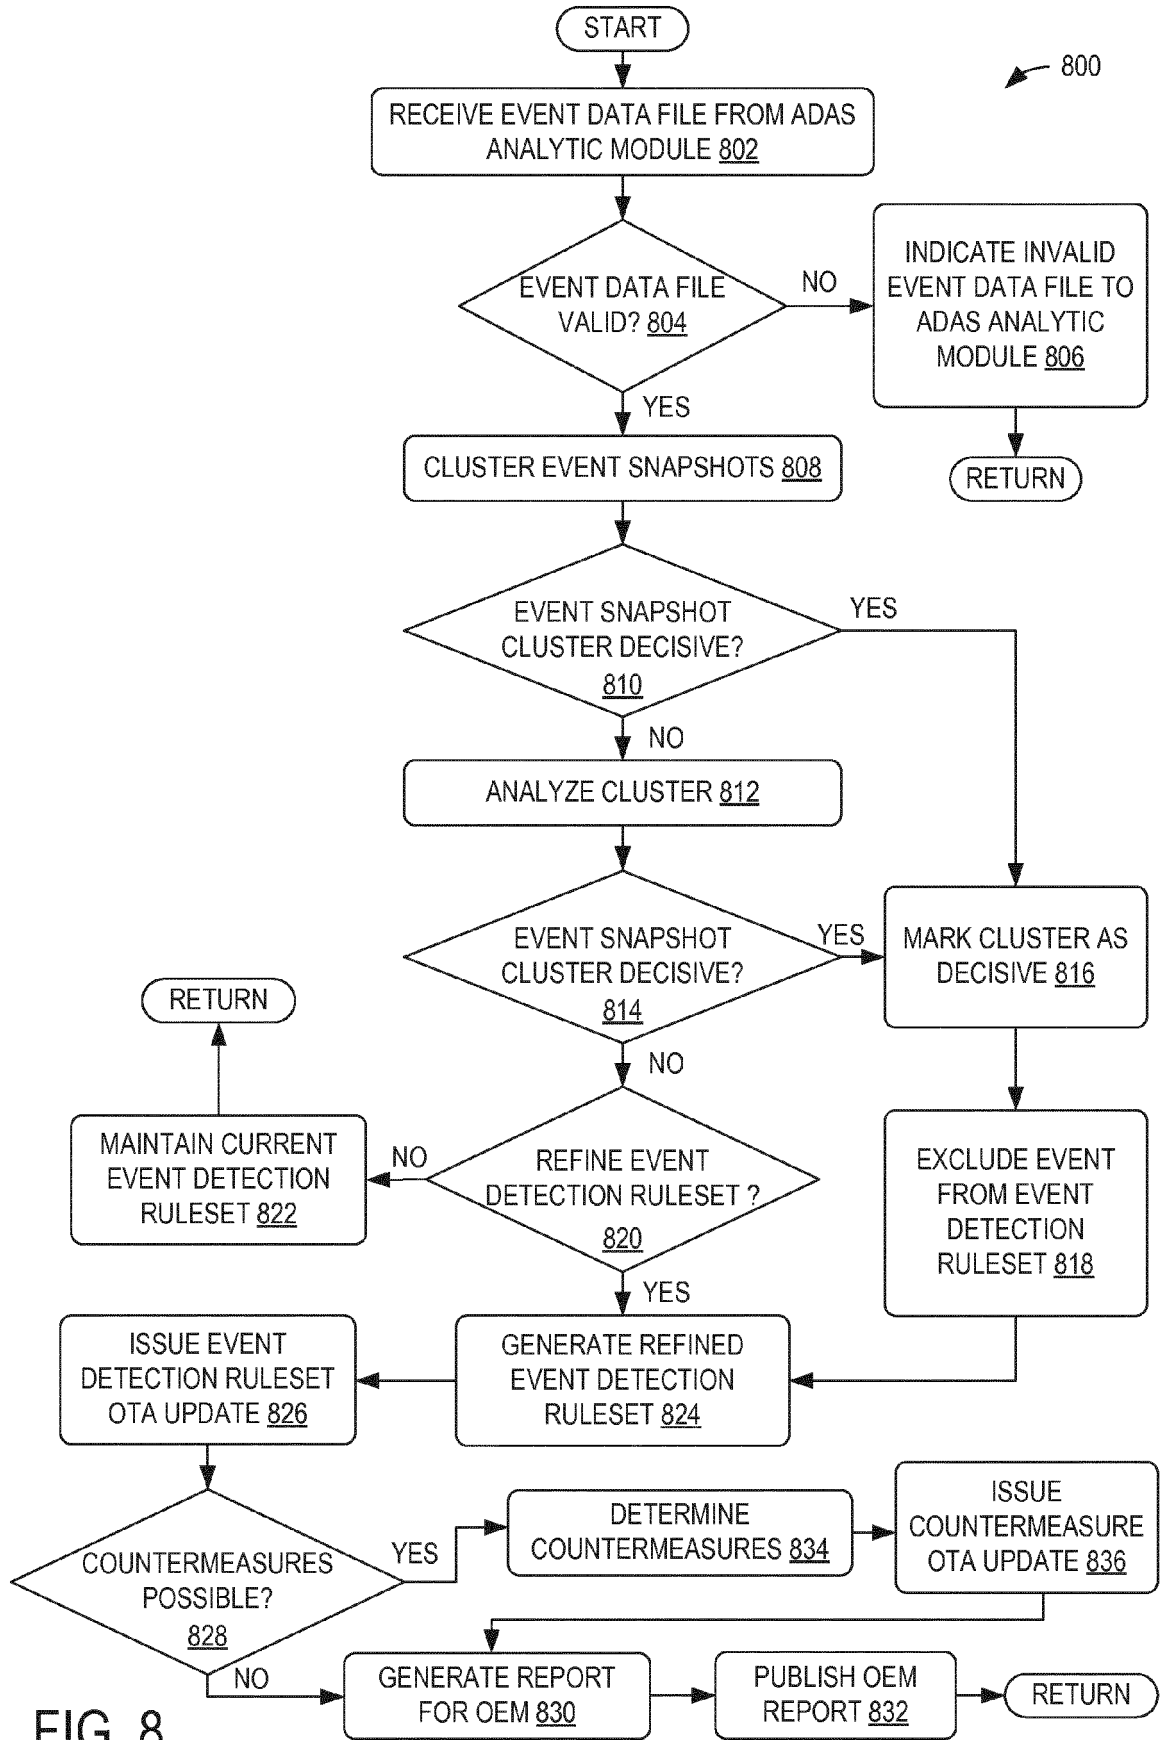 START
800
RECEIVE EVENT DATA FILE FROM ADAS
ANALYTIC MODULE 802
EVENT DATA FILE
VALID? 804
NO
INDICATE INVALID
EVENT DATA FILE TO
ADAS ANALYTIC
MODULE 806
RETURN
YES
CLUSTER EVENT SNAPSHOTS 808
EVENT SNAPSHOT
CLUSTER DECISIVE?
810
YES
NO
ANALYZE CLUSTER 812
EVENT SNAPSHOT
CLUSTER DECISIVE?
814
YES
MARK CLUSTER AS
DECISIVE 816
RETURN
NO
MAINTAIN CURRENT
EVENT DETECTION
RULESET 822
NO
REFINE EVENT
DETECTION RULESET ?
820
EXCLUDE EVENT
FROM EVENT
DETECTION
RULESET 818
YES
ISSUE EVENT
DETECTION RULESET
OTA UPDATE 826
GENERATE REFINED
EVENT DETECTION
RULESET 824
COUNTERMEASURES
POSSIBLE?
828
YES
DETERMINE
COUNTERMEASURES 834
ISSUE
COUNTERMEASURE
OTA UPDATE 836
NO
GENERATE REPORT
FOR OEM 830
PUBLISH OEM
REPORT 832
RETURN
FIG. 8